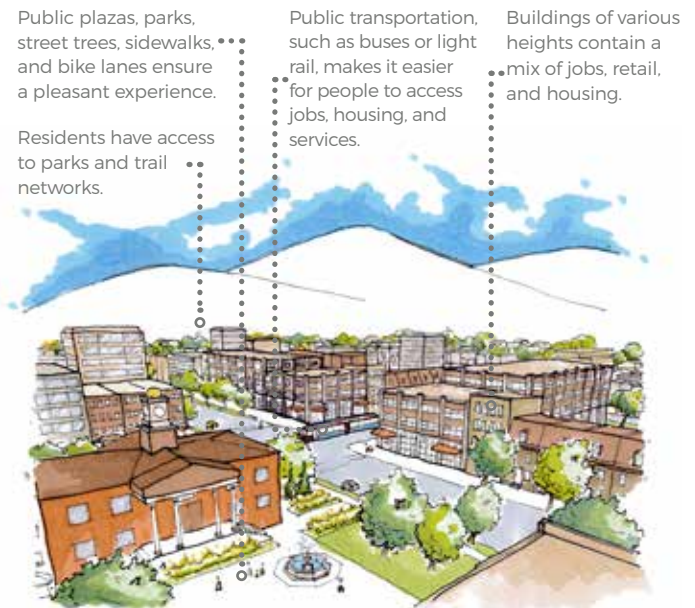 Public plazas, parks,
street trees, sidewalks,
and bike lanes ensure
a pleasant experience.
Residents have access
to parks and trail
networks.
Public transportation,
such as buses or light
rail, makes it easier
for people to access
jobs, housing, and
services.
Buildings of various
heights contain a
mix of jobs, retail,
and housing.